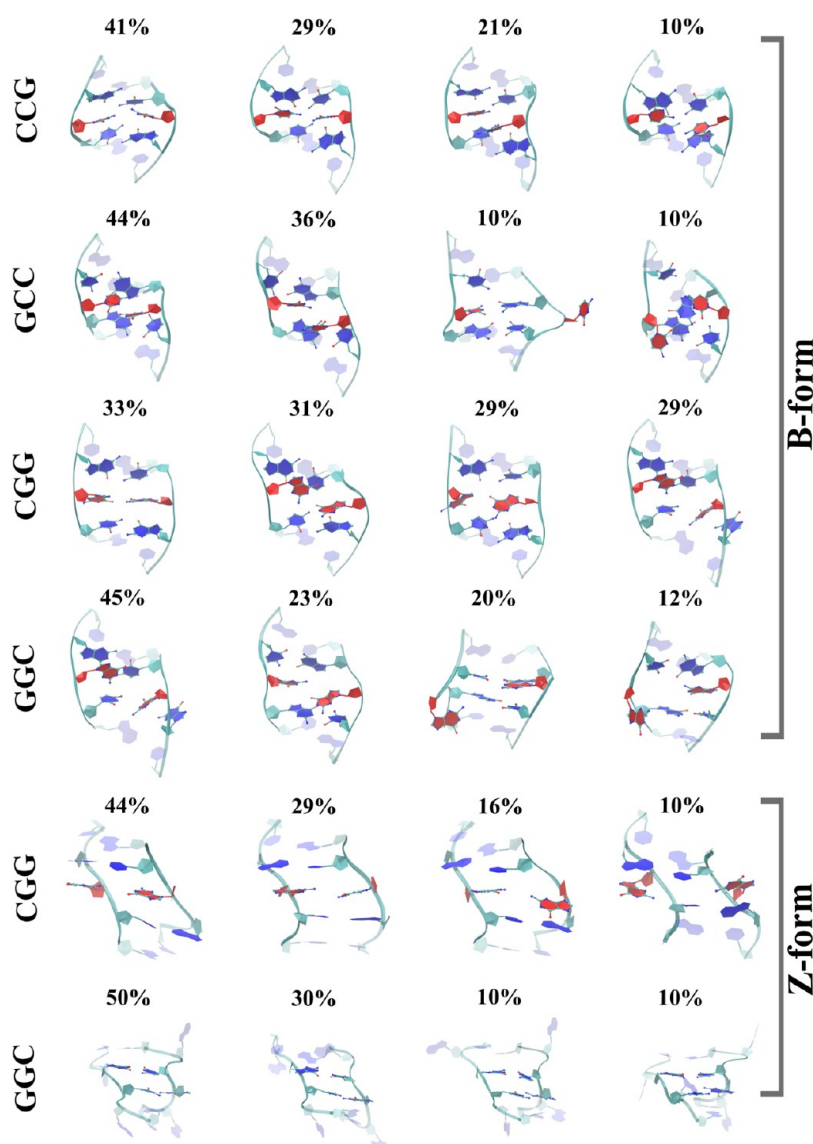 41% 29% 21% 10%
CCG
44% 36% 10% 10%
GCC
33% 31% 29% 29%
CGG
45% 23% 20% 12%
GGC
B-form
44% 29% 16% 10%
CGG
50% 30% 10% 10%
GGC
Z-form